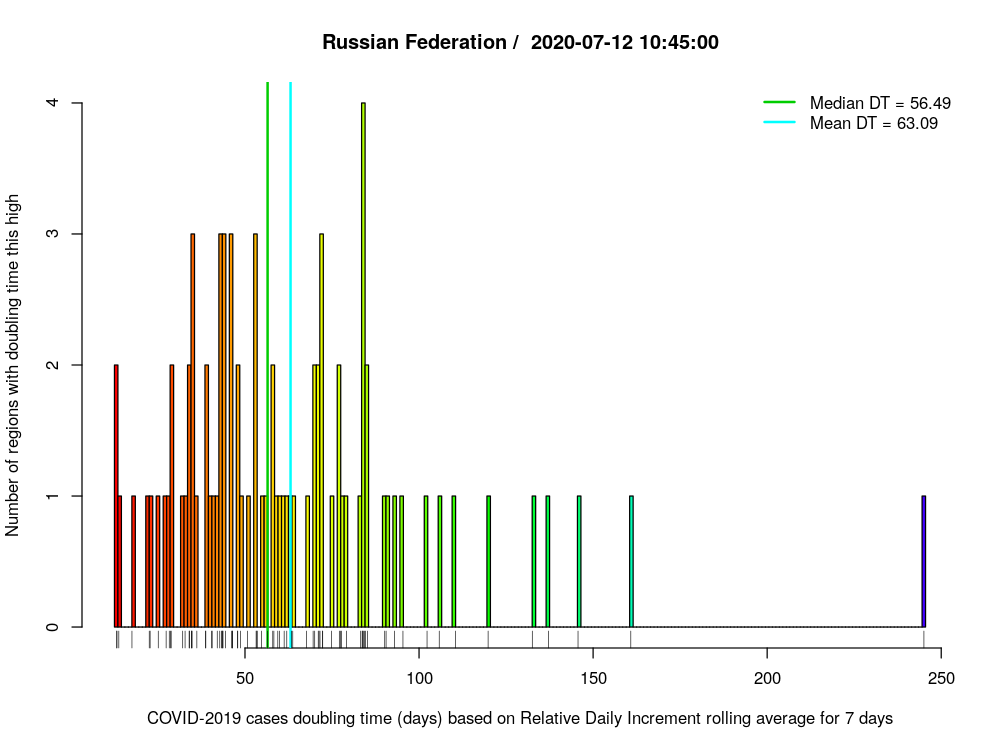 Russian Federation /  2020-07-12 10:45:00
Median DT = 56.49
Mean DT = 63.09
Number of regions with doubling time this high
4
3
2
1
0
50 100 150 200 250
COVID-2019 cases doubling time (days) based on Relative Daily Increment rolling average for 7 days